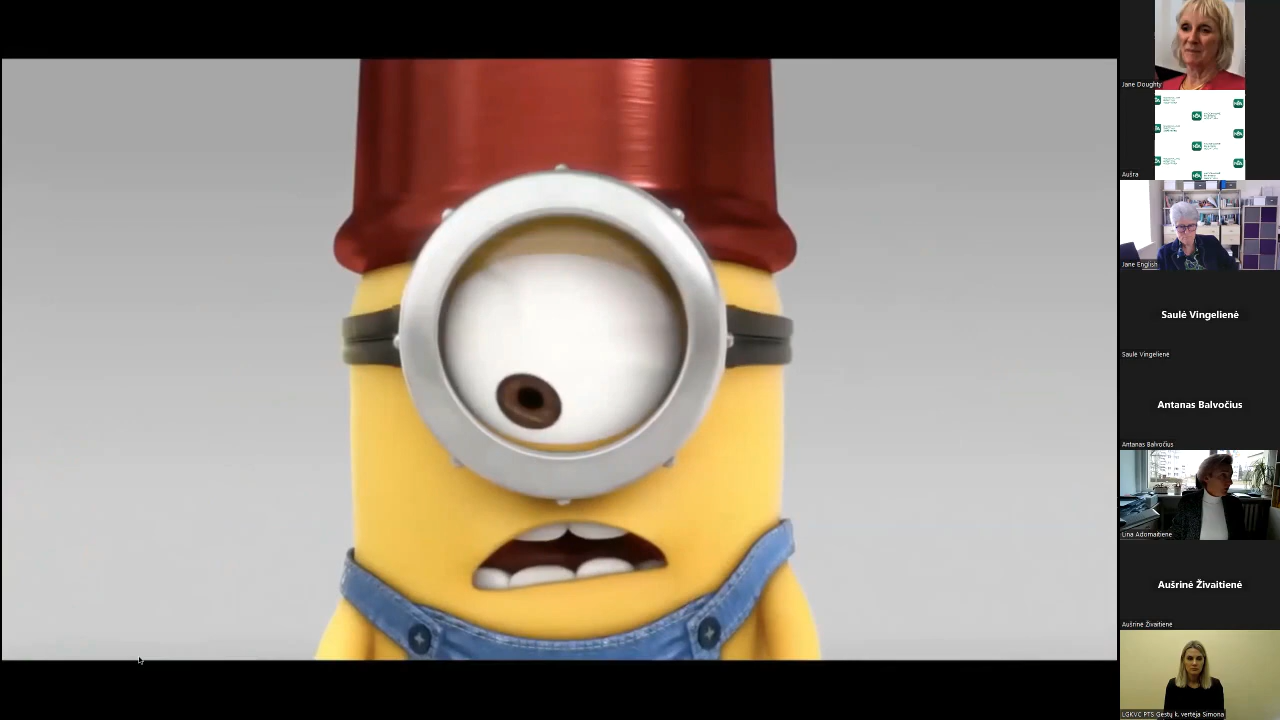 Jane Doughty
Aušra
Jane English
Saulė Vingelienė
Saulė Vingelienė
Antanas Balvočius
Antanas Balvočius
Lina Adomaitienė
Aušrinė Živaitienė
Aušrinė Živaitienė
LGKVC PTS Gestų k. vertėja Simona